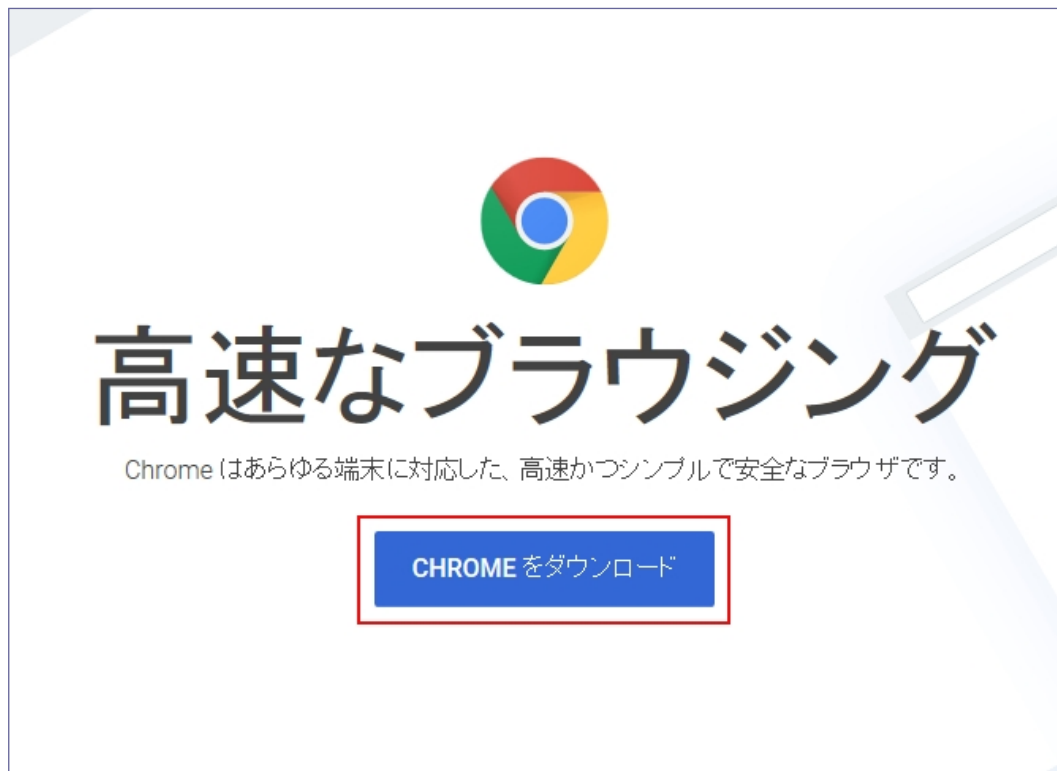 高速なブラウジング
Chrome はあらゆる端末に対応した、高速かつシンプルで安全なブラウザです。
CHROME をダウンロード